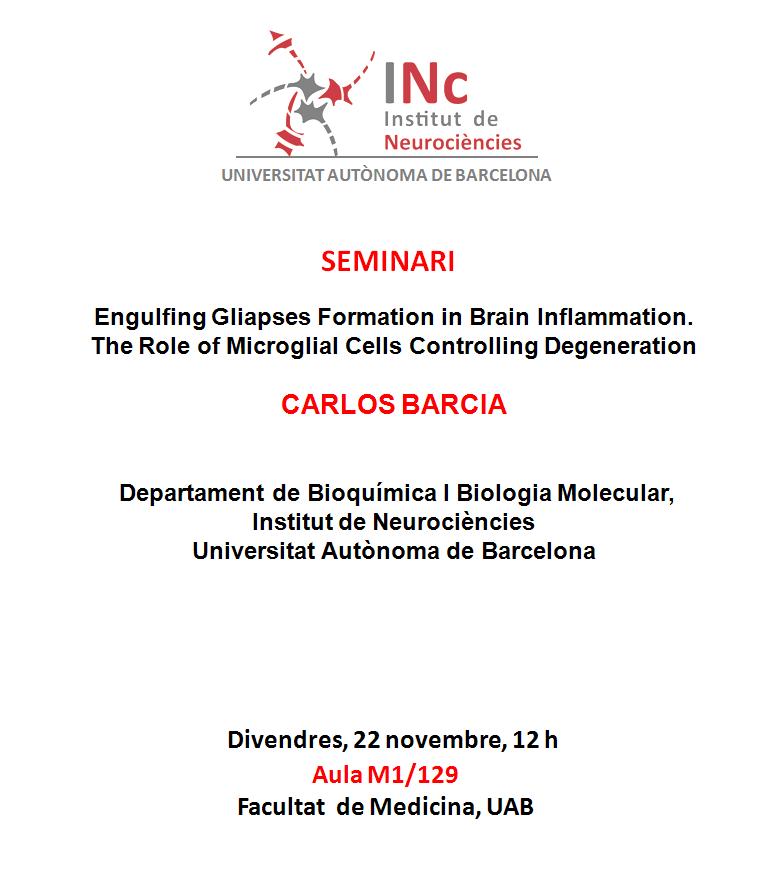 INc
Institut de
Neurociències
UNIVERSITAT AUTÒNOMA DE BARCELONA
SEMINARI
Engulfing Gliapses Formation in Brain Inflammation.
The Role of Microglial Cells Controlling Degeneration
CARLOS BARCIA
Departament de Bioquímica I Biologia Molecular,
Institut de Neurociències
Universitat Autònoma de Barcelona
Divendres, 22 novembre, 12 h
Aula M1/129
Facultat de Medicina, UAB